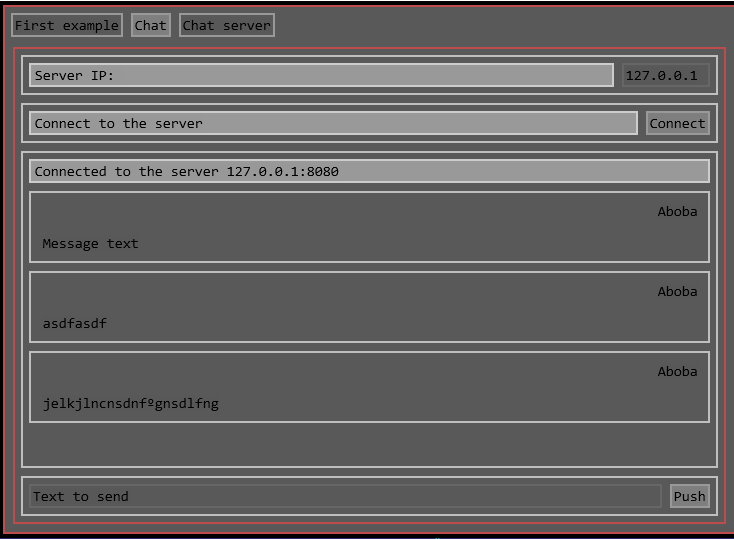 First example Chat Chat server
Server IP: 127.0.0.1
Connect to the server Connect
Connected to the server 127.0.0.1:8080
Aboba
Message text
Aboba
asdfasdf
Aboba
jelkjlncnsdnfºgnsdlfng
Text to send Push